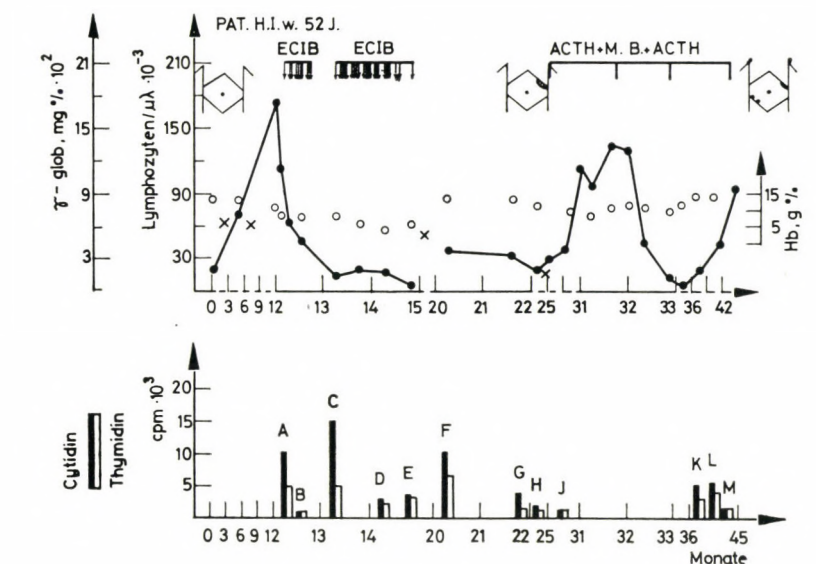 PAT. H.I.w. 52 J.
ECIB ECIB ACTH+M. B.+ACTH
γ-glob, mg %·10²
21
15
9
3
Lymphozyten/µλ ·10⁻³
210
150
90
30
Hb, g %
15
5
0 3 6 9 12 13 14 15 20 21 22 25 31 32 33 36 42
Cytidin
Thymidin
cpm ·10³
20
15
10
5
A B C D E F G H J K L M
0 3 6 9 12 13 14 20 21 22 25 31 32 33 36 45
Monate